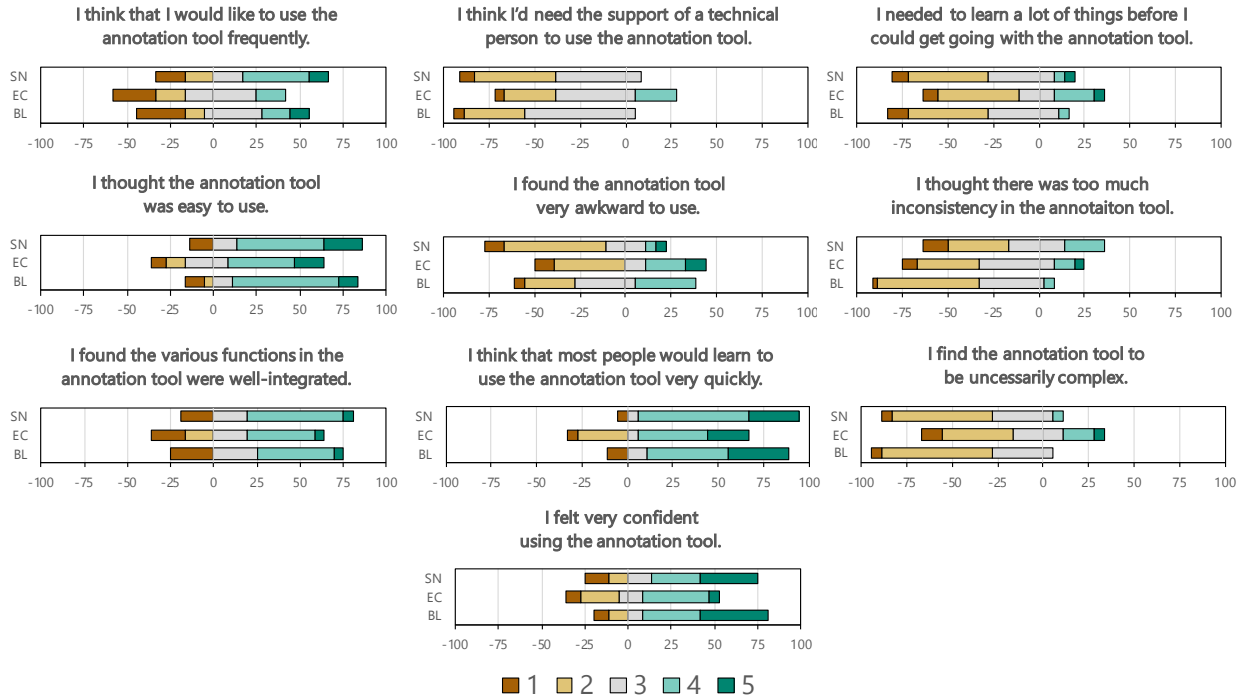 I think that I would like to use the
annotation tool frequently.
SN
EC
BL
-100 -75 -50 -25 0 25 50 75 100
I think I'd need the support of a technical
person to use the annotation tool.
SN
EC
BL
-100 -75 -50 -25 0 25 50 75 100
I needed to learn a lot of things before I
could get going with the annotation tool.
SN
EC
BL
-100 -75 -50 -25 0 25 50 75 100
I thought the annotation tool
was easy to use.
SN
EC
BL
-100 -75 -50 -25 0 25 50 75 100
I found the annotation tool
very awkward to use.
SN
EC
BL
-100 -75 -50 -25 0 25 50 75 100
I thought there was too much
inconsistency in the annotaiton tool.
SN
EC
BL
-100 -75 -50 -25 0 25 50 75 100
I found the various functions in the
annotation tool were well-integrated.
SN
EC
BL
-100 -75 -50 -25 0 25 50 75 100
I think that most people would learn to
use the annotation tool very quickly.
SN
EC
BL
-100 -75 -50 -25 0 25 50 75 100
I find the annotation tool to
be uncessarily complex.
SN
EC
BL
-100 -75 -50 -25 0 25 50 75 100
I felt very confident
using the annotation tool.
SN
EC
BL
-100 -75 -50 -25 0 25 50 75 100
1 2 3 4 5